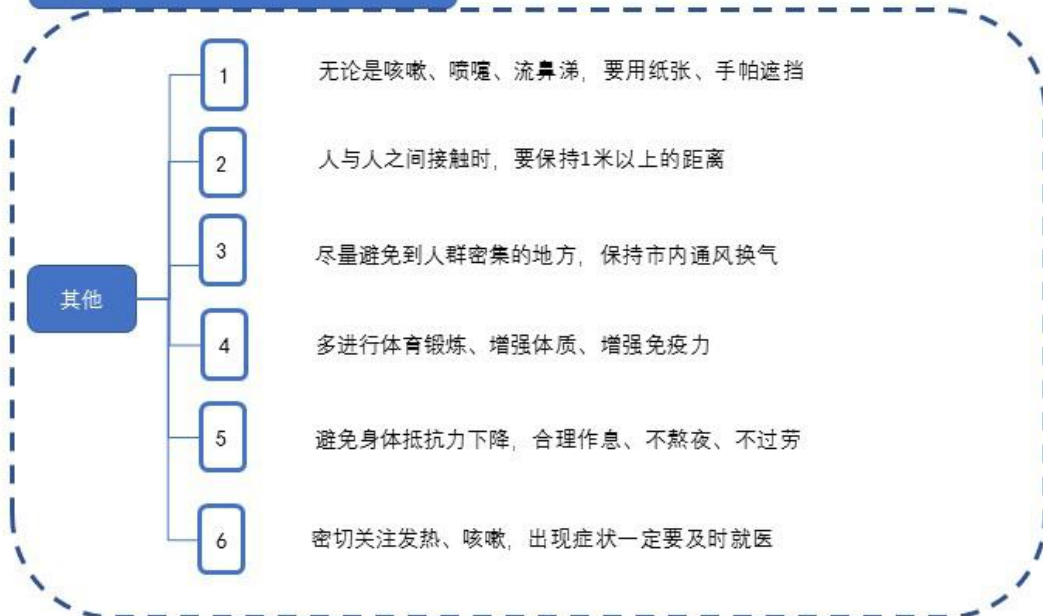 1
无论是咳嗽、喷嚏、流鼻涕，要用纸张、手帕遮挡
2
人与人之间接触时，要保持1米以上的距离
3
尽量避免到人群密集的地方，保持市内通风换气
其他
4
多进行体育锻炼、增强体质、增强免疫力
5
避免身体抵抗力下降，合理作息、不熬夜、不过劳
6
密切关注发热、咳嗽，出现症状一定要及时就医